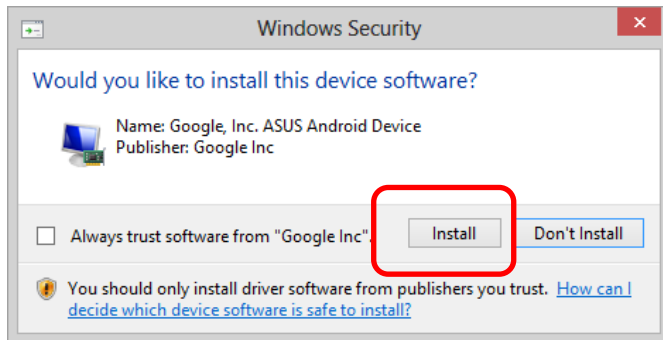 Windows Security
Would you like to install this device software?
Name: Google, Inc. ASUS Android Device
Publisher: Google Inc
Always trust software from "Google Inc".
Install
Don't Install
You should only install driver software from publishers you trust. How can I
decide which device software is safe to install?